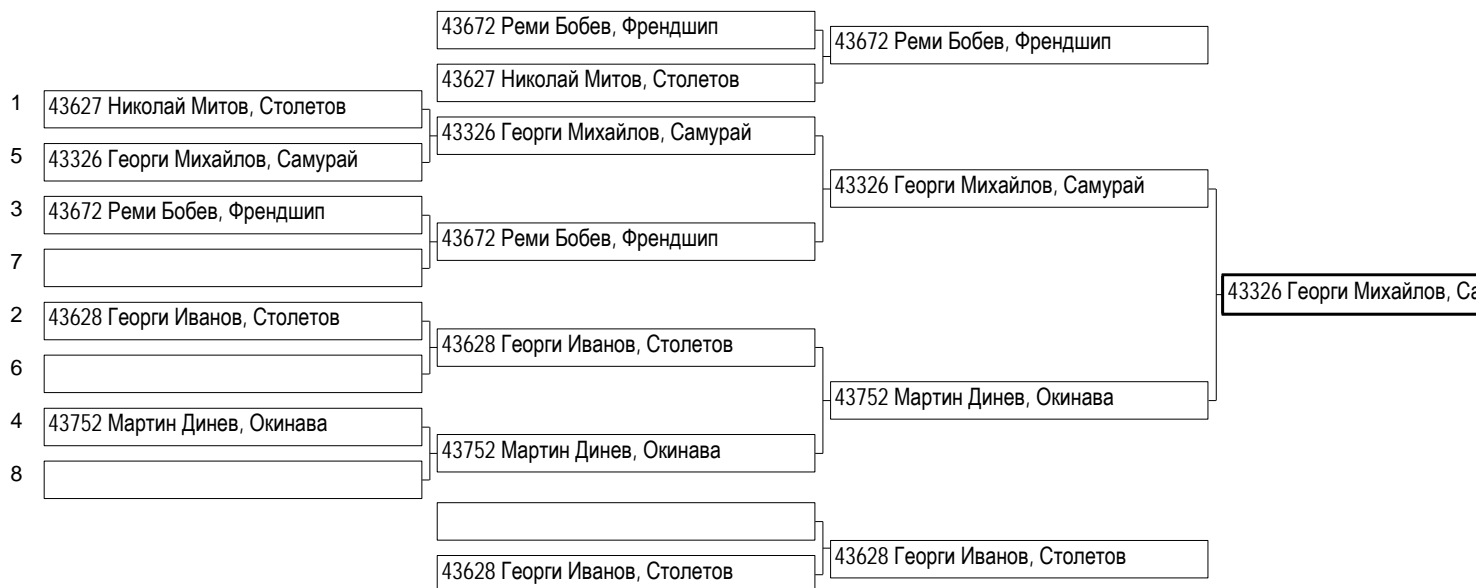 43672 Реми Бобев, Френдшип
43672 Реми Бобев, Френдшип
43627 Николай Митов, Столетов
1 43627 Николай Митов, Столетов
43326 Георги Михайлов, Самурай
5 43326 Георги Михайлов, Самурай
43326 Георги Михайлов, Самурай
3 43672 Реми Бобев, Френдшип
43672 Реми Бобев, Френдшип
7
43326 Георги Михайлов, Са
2 43628 Георги Иванов, Столетов
43628 Георги Иванов, Столетов
6
43752 Мартин Динев, Окинава
4 43752 Мартин Динев, Окинава
43752 Мартин Динев, Окинава
8
43628 Георги Иванов, Столетов
43628 Георги Иванов, Столетов